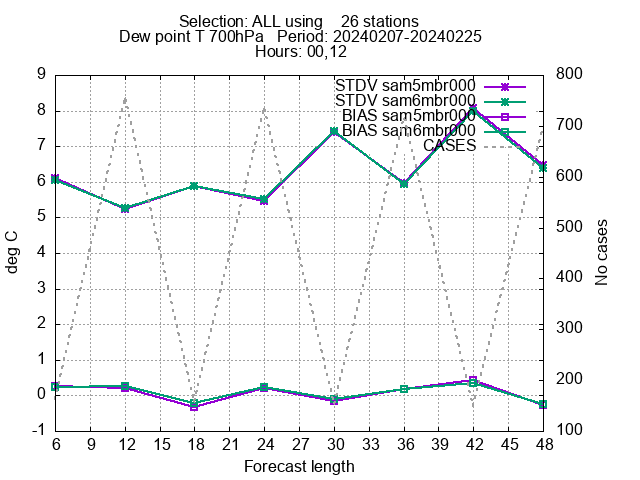 Selection: ALL using    26 stations
Dew point T 700hPa   Period: 20240207-20240225
Hours: 00,12
STDV sam5mbr000
STDV sam6mbr000
BIAS sam5mbr000
BIAS sam6mbr000
CASES
9
8
7
6
5
4
3
2
1
0
-1
deg C
800
700
600
500
400
300
200
100
No cases
6 9 12 15 18 21 24 27 30 33 36 39 42 45 48
Forecast length